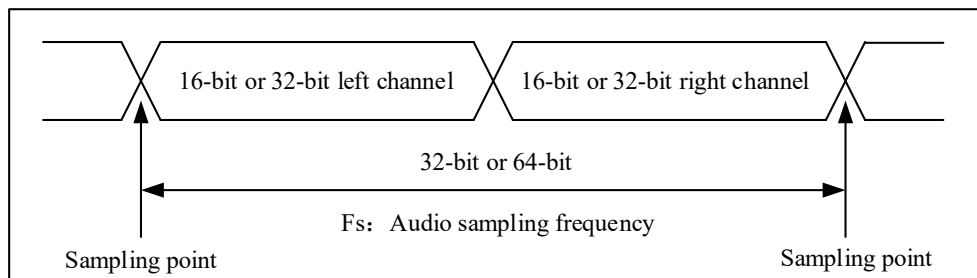 16-bit or 32-bit left channel
16-bit or 32-bit right channel
32-bit or 64-bit
Fs：Audio sampling frequency
Sampling point
Sampling point